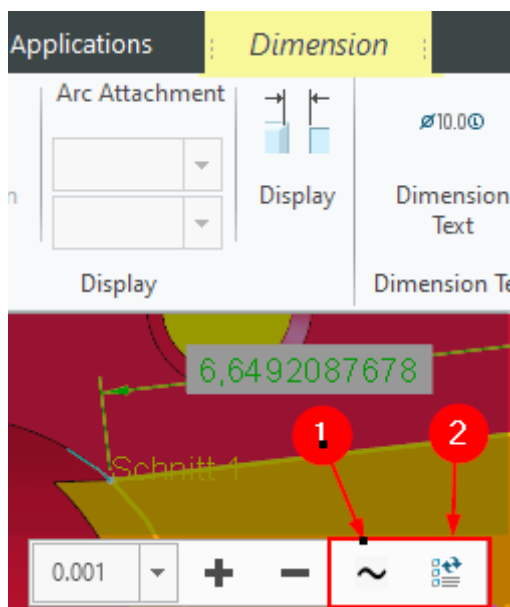 Applications
Dimension
Arc Attachment
ø10.0
Display
Dimension
Text
Display
Dimension Te
6,6492087678
1
2
Schnitt 1
0.001